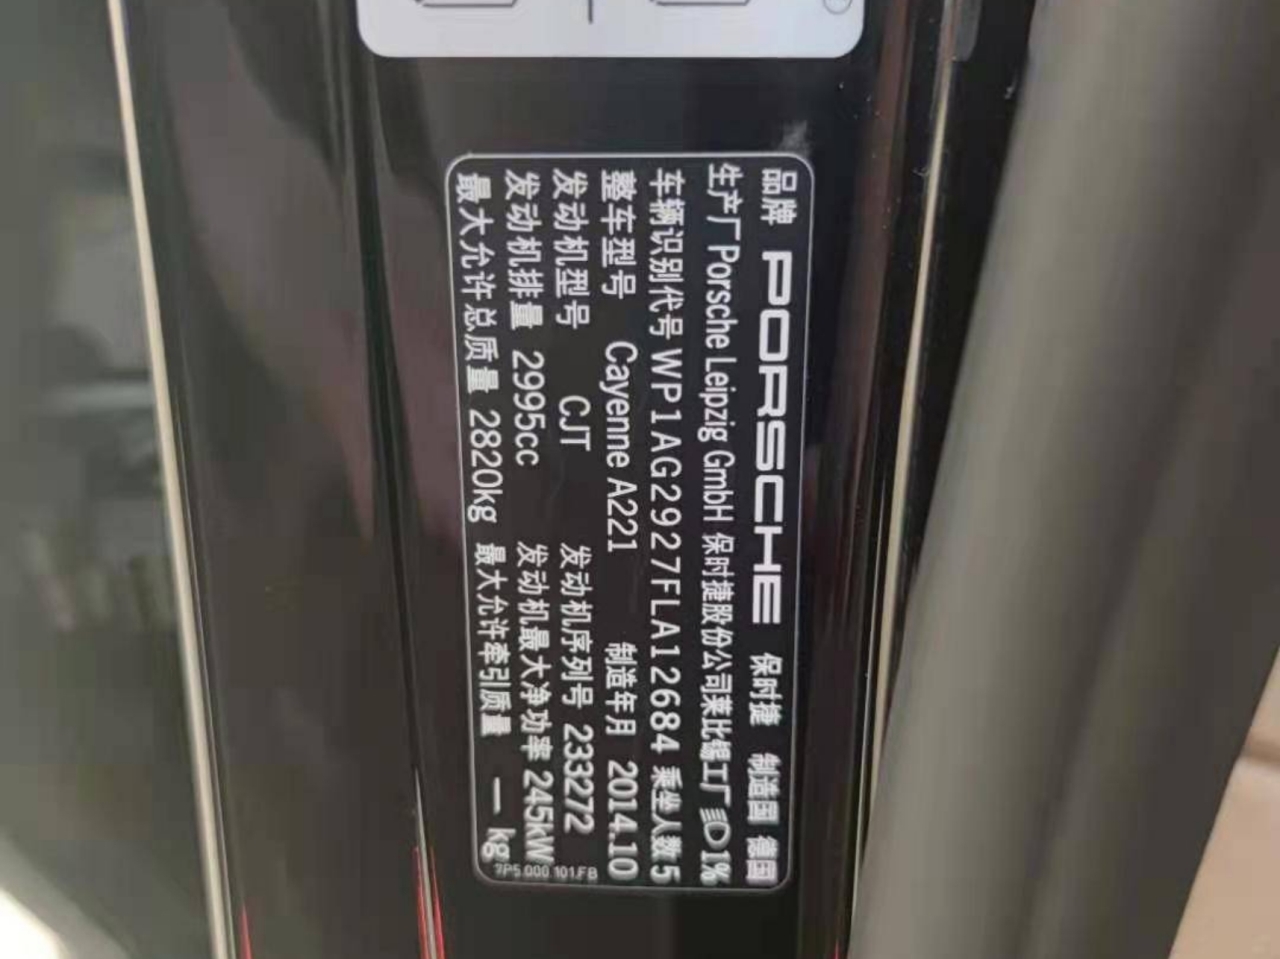 品牌 PORSCHE 保时捷 制造国 德国
生产厂 Porsche Leipzig GmbH 保时捷股份公司莱比锡工厂 1%
车辆识别代号 WP1AG2927FLA12684 乘坐人数 5
整车型号 Cayenne A221 制造年月 2014.10
发动机型号 CJT 发动机序列号 233272
发动机排量 2995cc 发动机最大净功率 245kW
最大允许总质量 2820kg 最大允许牵引质量 — kg
7P5.000.101.FB